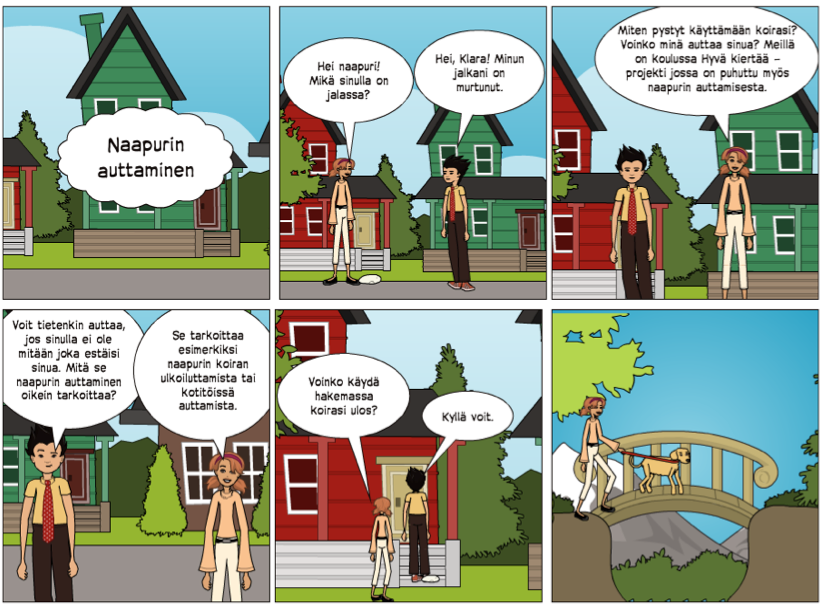 Naapurin
auttaminen
Hei naapuri!
Mikä sinulla on
jalassa?
Hei, Klara! Minun
jalkani on
murtunut.
Miten pystyt käyttämään koirasi?
Voinko minä auttaa sinua? Meillä
on koulussa Hyvä kiertää -
projekti jossa on puhuttu myös
naapurin auttamisesta.
Voit tietenkin auttaa,
jos sinulla ei ole
mitään joka estäisi
sinua. Mitä se
naapurin auttaminen
oikein tarkoittaa?
Se tarkoittaa
esimerkiksi
naapurin koiran
ulkoiluttamista tai
kotitöissä
auttamista.
Voinko käydä
hakemassa
koirasi ulos?
Kyllä voit.